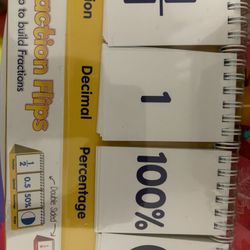 action Flips
to build Fractions
Double Sided
1/2
0.5
50%
ion
Decimal
Percentage
1
100%